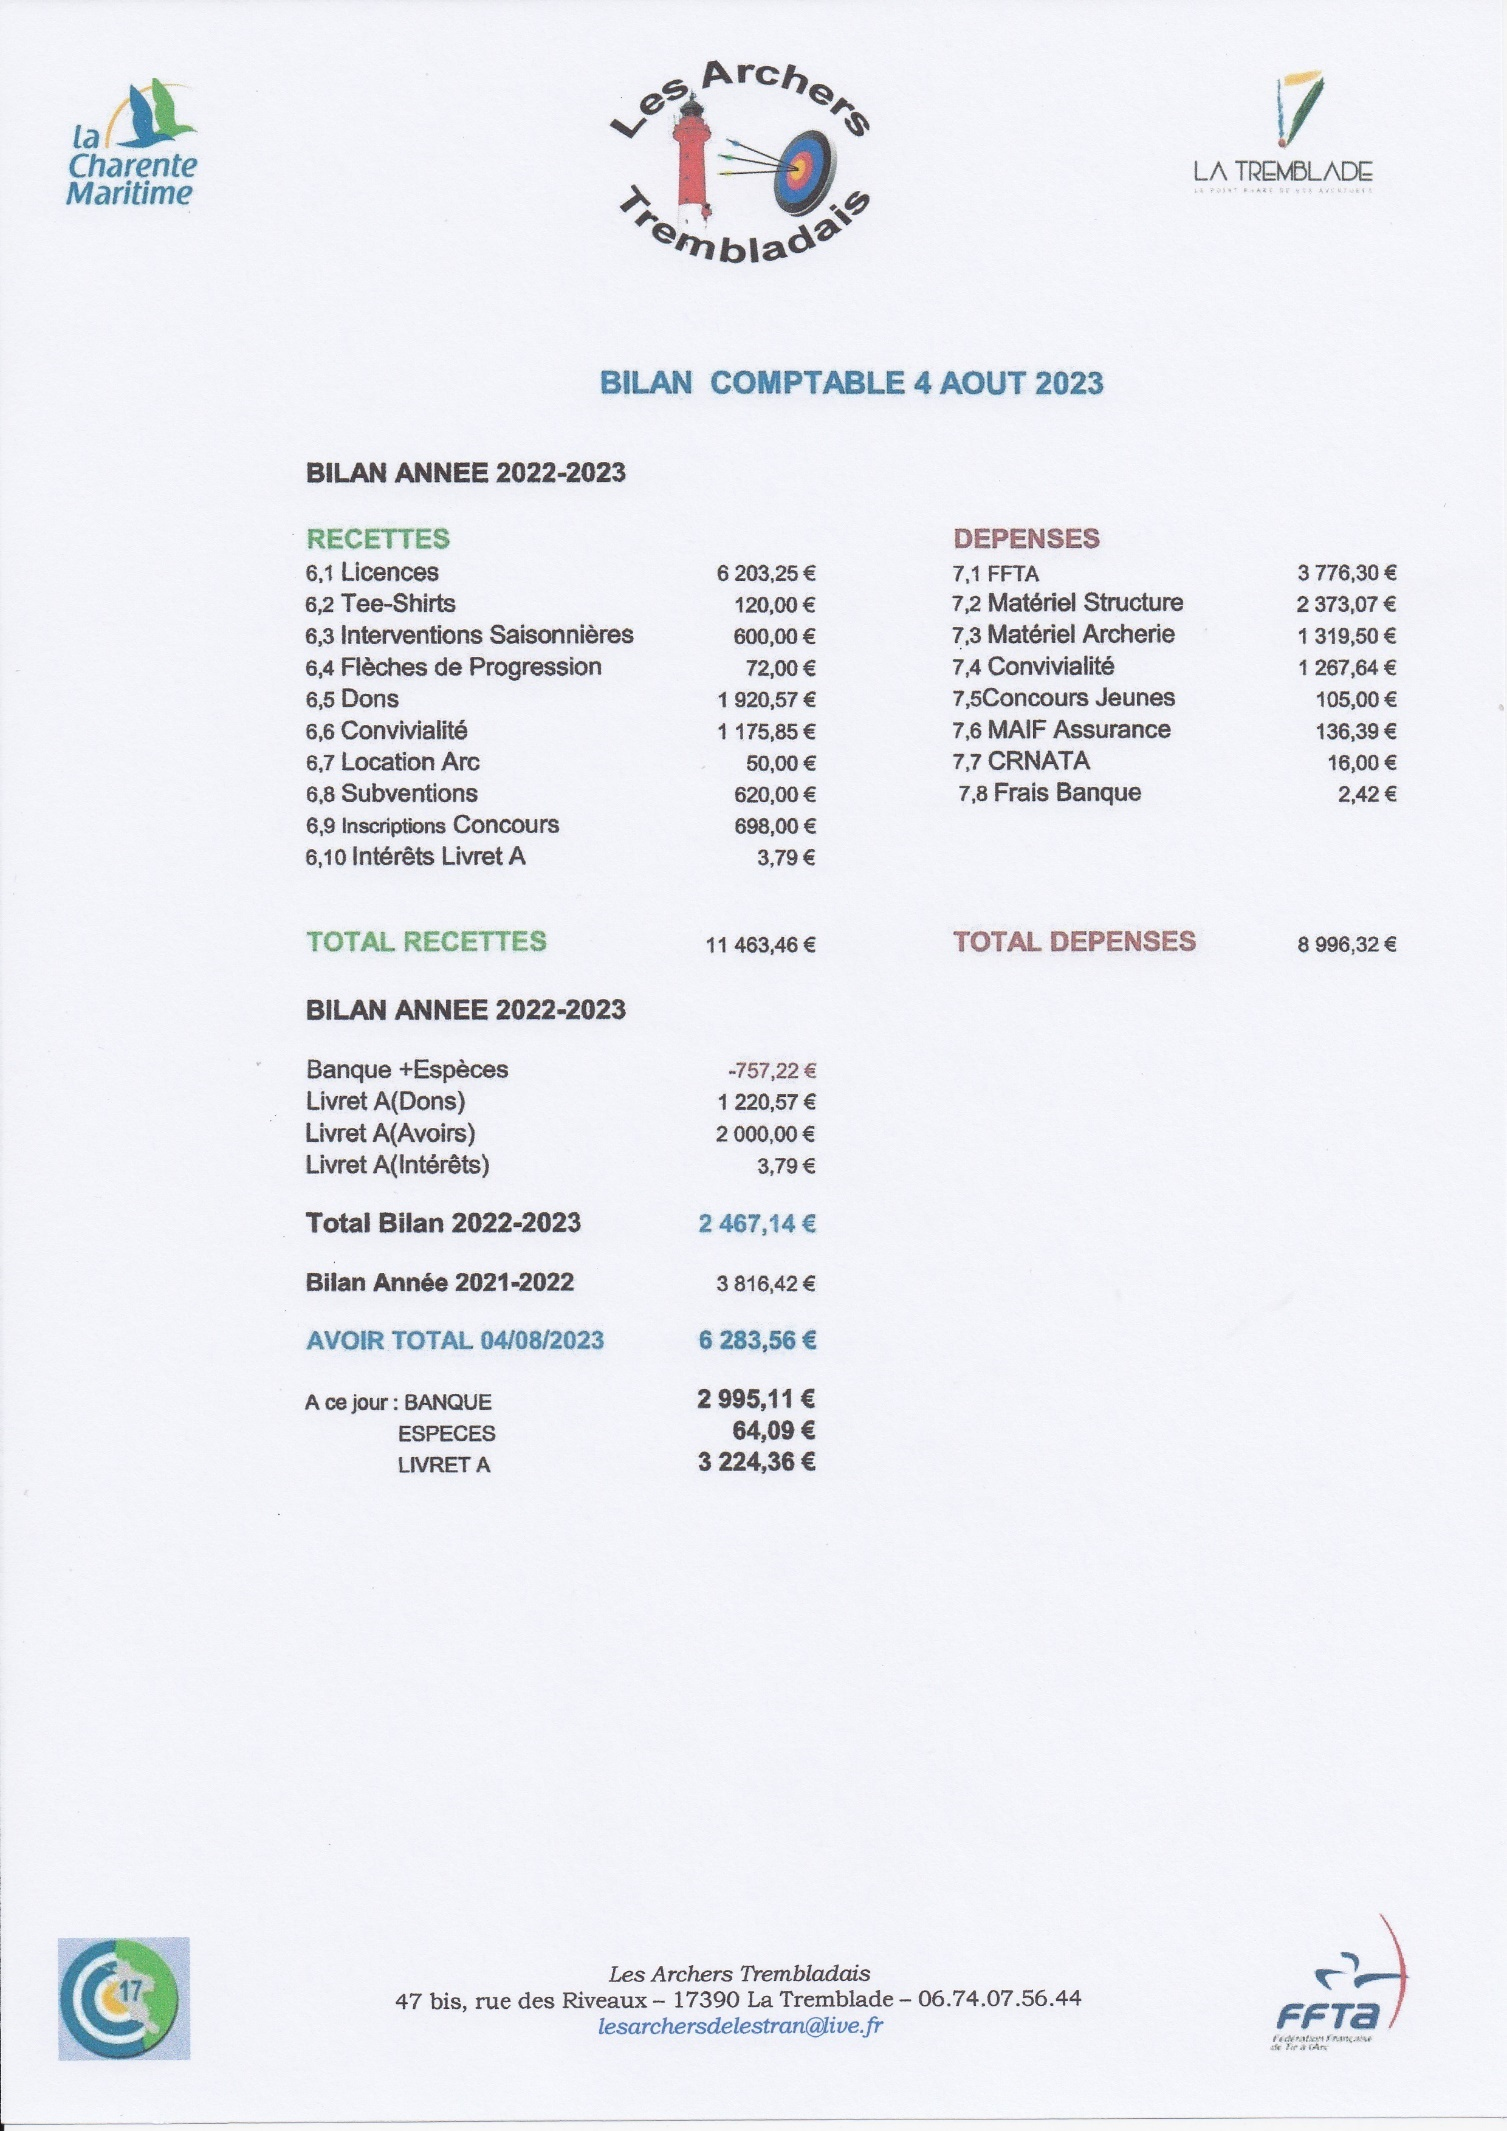 la
Charente
Maritime
Les Archers
Trembladais
LA TREMBLADE
BILAN COMPTABLE 4 AOUT 2023
BILAN ANNEE 2022-2023
RECETTES
6,1 Licences 6 203,25 €
6,2 Tee-Shirts 120,00 €
6,3 Interventions Saisonnières 600,00 €
6,4 Flèches de Progression 72,00 €
6,5 Dons 1 920,57 €
6,6 Convivialité 1 175,85 €
6,7 Location Arc 50,00 €
6,8 Subventions 620,00 €
6,9 Inscriptions Concours 698,00 €
6,10 Intérêts Livret A 3,79 €
TOTAL RECETTES 11 463,46 €
DEPENSES
7,1 FFTA 3 776,30 €
7,2 Matériel Structure 2 373,07 €
7,3 Matériel Archerie 1 319,50 €
7,4 Convivialité 1 267,64 €
7,5Concours Jeunes 105,00 €
7,6 MAIF Assurance 136,39 €
7,7 CRNATA 16,00 €
7,8 Frais Banque 2,42 €
TOTAL DEPENSES 8 996,32 €
BILAN ANNEE 2022-2023
Banque +Espèces -757,22 €
Livret A(Dons) 1 220,57 €
Livret A(Avoirs) 2 000,00 €
Livret A(Intérêts) 3,79 €
Total Bilan 2022-2023 2 467,14 €
Bilan Année 2021-2022 3 816,42 €
AVOIR TOTAL 04/08/2023 6 283,56 €
A ce jour : BANQUE 2 995,11 €
ESPECES 64,09 €
LIVRET A 3 224,36 €
17
Les Archers Trembladais
47 bis, rue des Riveaux – 17390 La Tremblade – 06.74.07.56.44
lesarchersdelestran@live.fr
FFTa
Fédération Française
de Tir à l'Arc